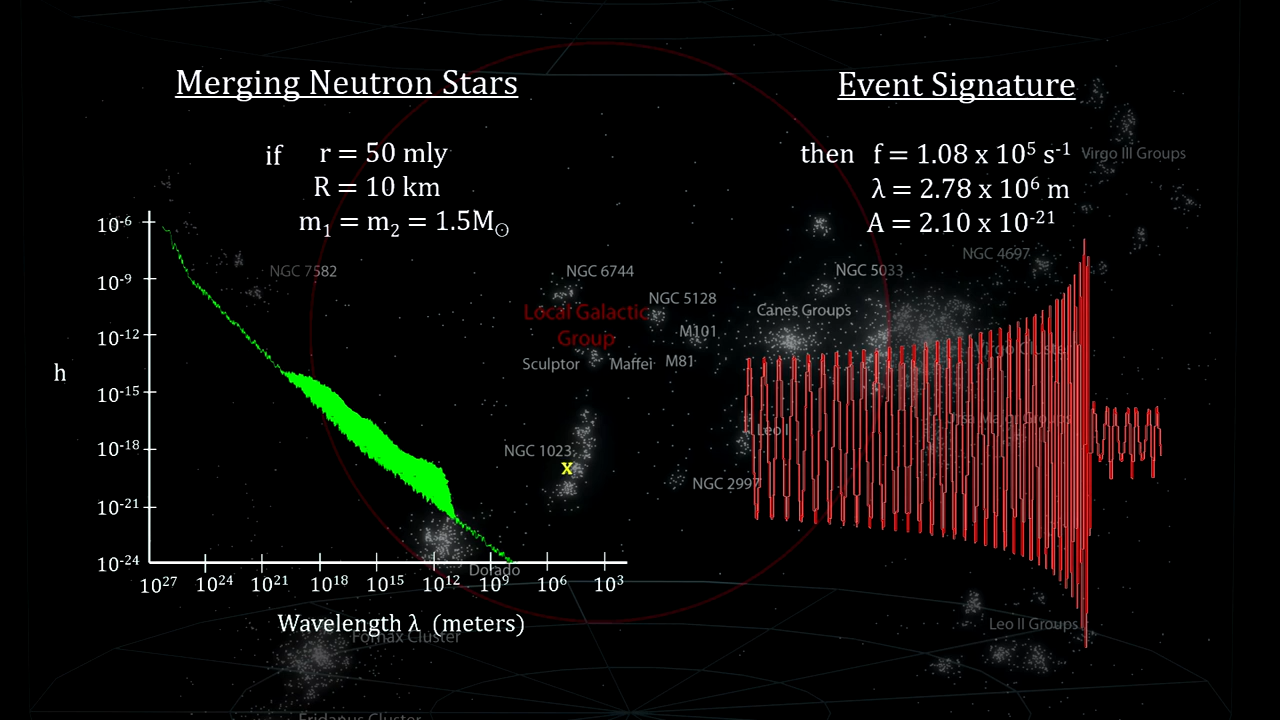 Merging Neutron Stars
if r = 50 mly
R = 10 km
m₁ = m₂ = 1.5M☉
Event Signature
then f = 1.08 x 10⁵ s⁻¹
λ = 2.78 x 10⁶ m
A = 2.10 x 10⁻²¹
Virgo III Groups
NGC 7582
NGC 6744
NGC 5033
NGC 4697
NGC 5128
Canes Groups
Local Galactic
Group
M101
Virgo Cluster
Sculptor
Maffei
M81
Ursa Major Groups
Leo I
NGC 1023
x
NGC 2997
h
10⁻⁶
10⁻⁹
10⁻¹²
10⁻¹⁵
10⁻¹⁸
10⁻²¹
10⁻²⁴
Dorado
10²⁷ 10²⁴ 10²¹ 10¹⁸ 10¹⁵ 10¹² 10⁹ 10⁶ 10³
Wavelength λ (meters)
Fornax Cluster
Leo II Groups
Eridanus Cluster